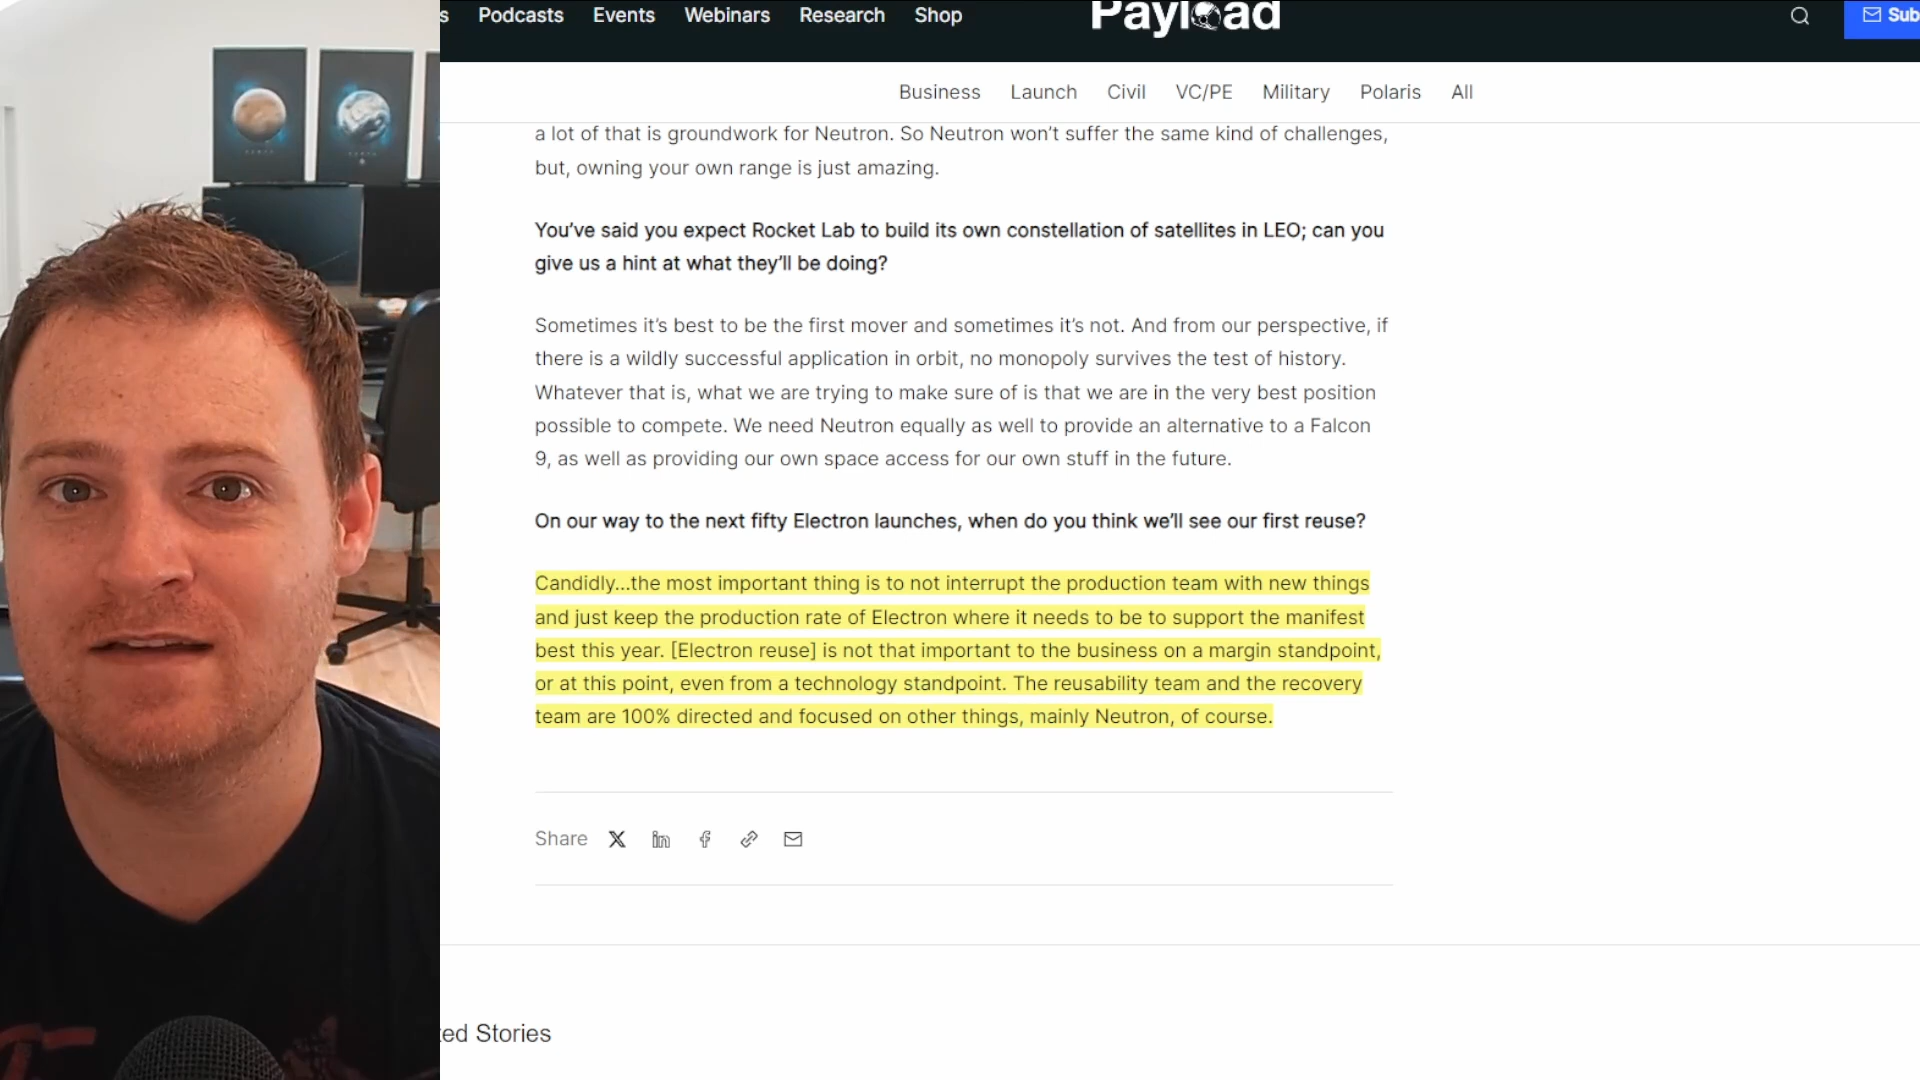 s Podcasts Events Webinars Research Shop Payload Sub
Business Launch Civil VC/PE Military Polaris All
a lot of that is groundwork for Neutron. So Neutron won’t suffer the same kind of challenges,
but, owning your own range is just amazing.
You’ve said you expect Rocket Lab to build its own constellation of satellites in LEO; can you
give us a hint at what they’ll be doing?
Sometimes it’s best to be the first mover and sometimes it’s not. And from our perspective, if
there is a wildly successful application in orbit, no monopoly survives the test of history.
Whatever that is, what we are trying to make sure of is that we are in the very best position
possible to compete. We need Neutron equally as well to provide an alternative to a Falcon
9, as well as providing our own space access for our own stuff in the future.
On our way to the next fifty Electron launches, when do you think we’ll see our first reuse?
Candidly…the most important thing is to not interrupt the production team with new things
and just keep the production rate of Electron where it needs to be to support the manifest
best this year. [Electron reuse] is not that important to the business on a margin standpoint,
or at this point, even from a technology standpoint. The reusability team and the recovery
team are 100% directed and focused on other things, mainly Neutron, of course.
Share
ted Stories